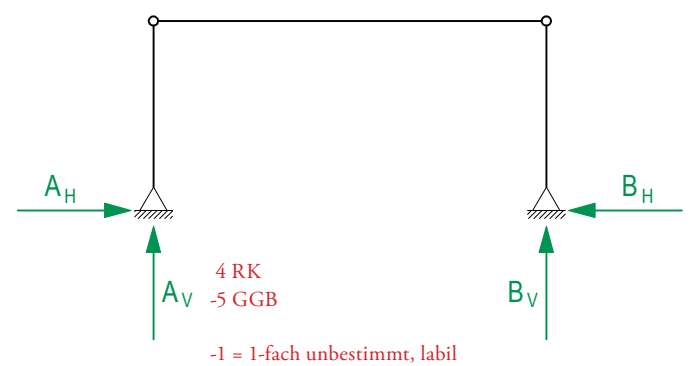 A_H
B_H
A_V
B_V
4 RK
-5 GGB
-1 = 1-fach unbestimmt, labil